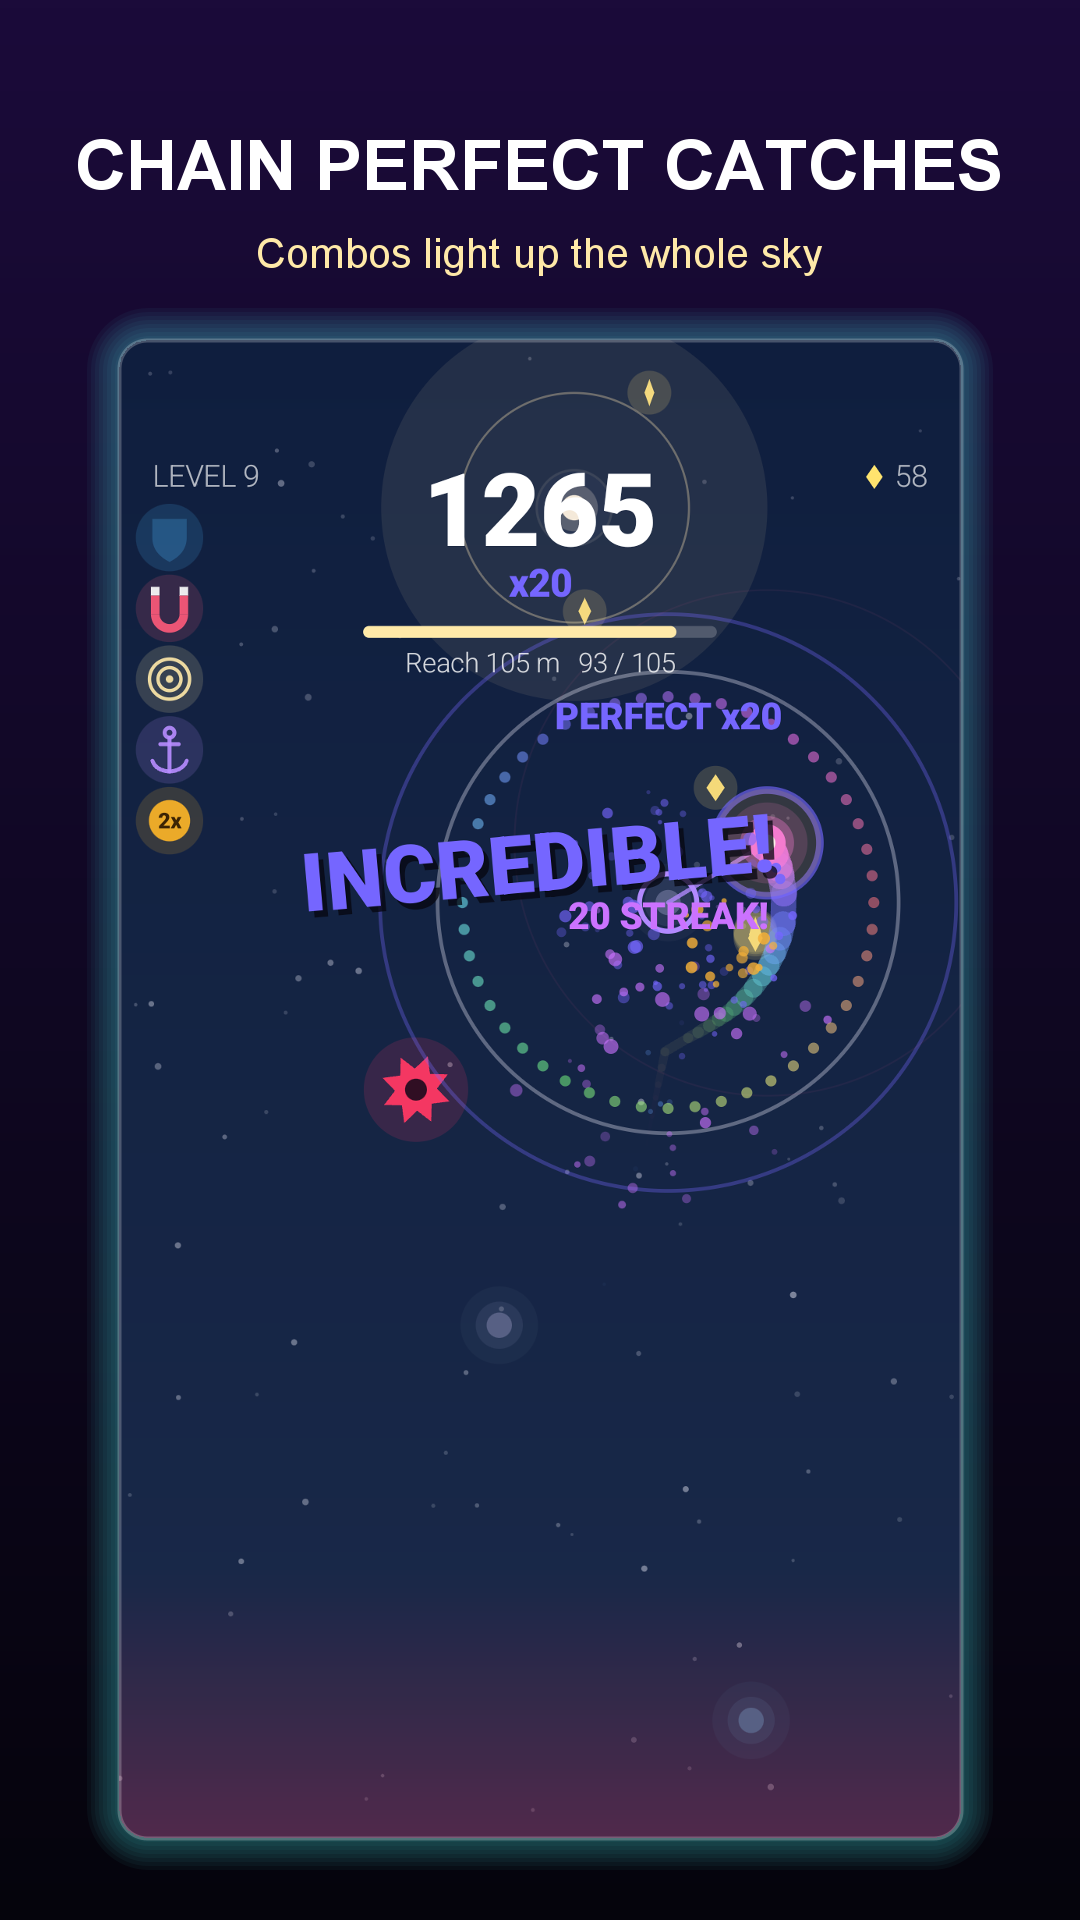 CHAIN PERFECT CATCHES
Combos light up the whole sky
LEVEL 9
1265
58
x20
Reach 105 m 93 / 105
PERFECT x20
2x
INCREDIBLE!
20 STREAK!